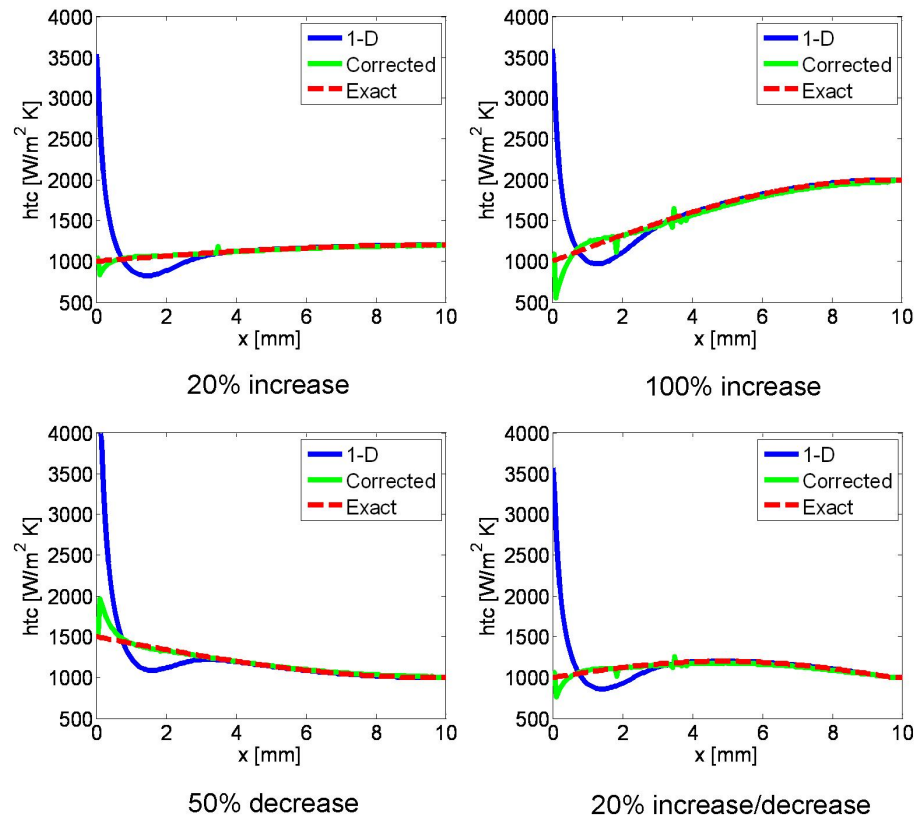 4000
3500
3000
2500
2000
1500
1000
500
htc [W/m² K]
0 2 4 6 8 10
x [mm]
1-D
Corrected
Exact
20% increase
4000
3500
3000
2500
2000
1500
1000
500
htc [W/m² K]
0 2 4 6 8 10
x [mm]
1-D
Corrected
Exact
100% increase
4000
3500
3000
2500
2000
1500
1000
500
htc [W/m² K]
0 2 4 6 8 10
x [mm]
1-D
Corrected
Exact
50% decrease
4000
3500
3000
2500
2000
1500
1000
500
htc [W/m² K]
0 2 4 6 8 10
x [mm]
1-D
Corrected
Exact
20% increase/decrease